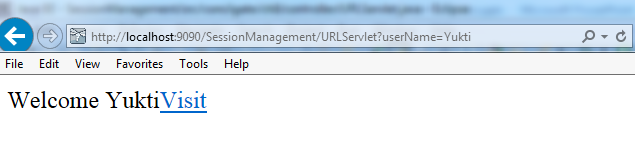 http://localhost:9090/SessionManagement/URLServlet?userName=Yukti
File Edit View Favorites Tools Help
Welcome YuktiVisit